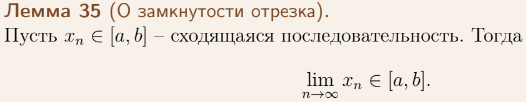 Лемма 35 (О замкнутости отрезка).
Пусть xₙ ∈ [a, b] – сходящаяся последовательность. Тогда
lim xₙ ∈ [a, b].
n→∞